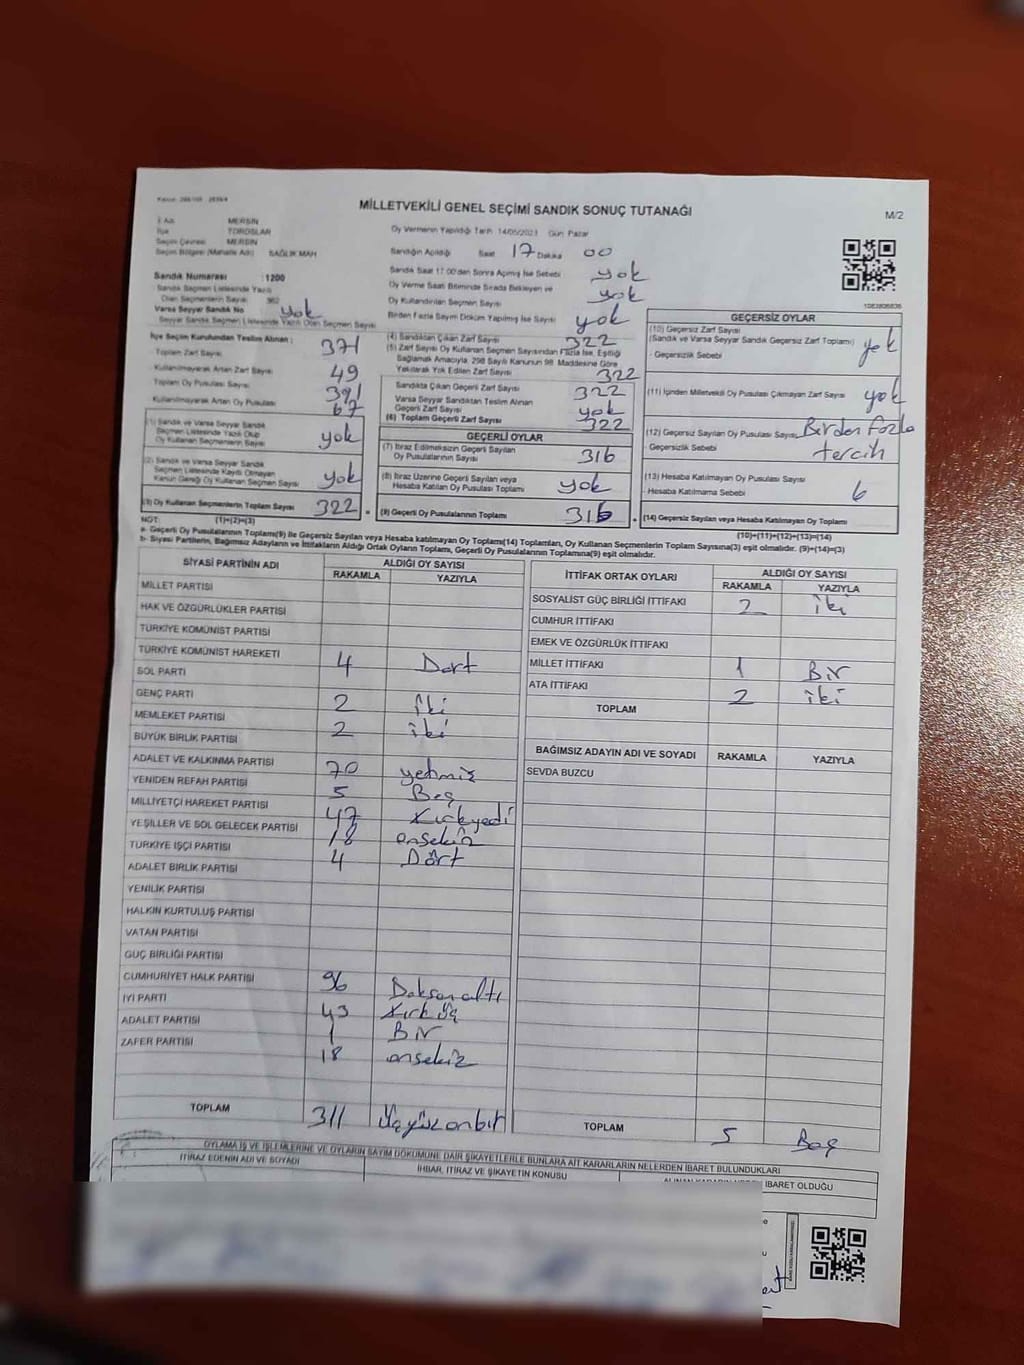 MİLLETVEKİLİ GENEL SEÇİMİ SANDIK SONUÇ TUTANAĞI
M/2
İl Adı MERSİN
İlçe TOROSLAR
Seçim Çevresi MERSİN
Seçim Bölgesi (Mahalle Adı) SAĞLIK MAH
Sandık Numarası : 1200
Sandık Seçmen Listesinde Yazılı
Olan Seçmenlerin Sayısı 362
Varsa Seyyar Sandık No yok
Seyyar Sandık Seçmen Listesinde Yazılı Olan Seçmen Sayısı
Oy Vermenin Yapıldığı Tarih 14/05/2023 Gün Pazar
Sandığın Açıldığı Saat 17 Dakika 00
Sandık Saat 17.00'den Sonra Açılmış İse Sebebi yok
Oy Verme Saati Bitiminde Sırada Bekleyen ve
Oy Kullandırılan Seçmen Sayısı yok
Birden Fazla Sayım Döküm Yapılmış İse Sayısı yok
İlçe Seçim Kurulundan Teslim Alınan :
Toplam Zarf Sayısı 371
Kullanılmayarak Artan Zarf Sayısı 49
Toplam Oy Pusulası Sayısı 391
Kullanılmayarak Artan Oy Pusulası 67
(1) Sandık ve Varsa Seyyar Sandık
Seçmen Listesinde Yazılı Olup
Oy Kullanan Seçmenlerin Sayısı yok
(2) Sandık ve Varsa Seyyar Sandık
Seçmen Listesinde Kayıtlı Olmayan
Kanun Gereği Oy Kullanan Seçmen Sayısı yok
(3) Oy Kullanan Seçmenlerin Toplam Sayısı 322
NOT: (1)+(2)=(3)
(4) Sandıktan Çıkan Zarf Sayısı 322
(5) Zarf Sayısı Oy Kullanan Seçmen Sayısından Fazla İse, Eşitliği
Sağlamak Amacıyla, 298 Sayılı Kanunun 98. Maddesine Göre
Yakılarak Yok Edilen Zarf Sayısı 322
Sandıkta Çıkan Geçerli Zarf Sayısı 322
Varsa Seyyar Sandıktan Teslim Alınan
Geçerli Zarf Sayısı yok
(6) Toplam Geçerli Zarf Sayısı 322
GEÇERLİ OYLAR
(7) İtiraz Edilmeksizin Geçerli Sayılan
Oy Pusulalarının Sayısı 316
(8) İtiraz Üzerine Geçerli Sayılan veya
Hesaba Katılan Oy Pusulası Toplamı yok
(9) Geçerli Oy Pusulalarının Toplamı 316
GEÇERSİZ OYLAR
(10) Geçersiz Zarf Sayısı
(Sandık ve Varsa Seyyar Sandık Geçersiz Zarf Toplamı)
- Geçersizlik Sebebi yok
(11) İçinden Milletvekili Oy Pusulası Çıkmayan Zarf Sayısı yok
(12) Geçersiz Sayılan Oy Pusulası Sayısı Birden fazla
- Geçersizlik Sebebi tercih
(13) Hesaba Katılmayan Oy Pusulası Sayısı
- Hesaba Katılmama Sebebi 6
(14) Geçersiz Sayılan veya Hesaba Katılmayan Oy Toplamı
(10)+(11)+(12)+(13)=(14)
a- Geçerli Oy Pusulalarının Toplamı(9) ile Geçersiz Sayılan veya Hesaba katılmayan Oy Toplamı(14) Toplamları, Oy Kullanan Seçmenlerin Toplam Sayısına(3) eşit olmalıdır. (9)+(14)=(3)
b- Siyasi Partilerin, Bağımsız Adayların ve İttifakların Aldığı Ortak Oyların Toplamı, Geçerli Oy Pusulalarının Toplamına(9) eşit olmalıdır.
SİYASİ PARTİNİN ADI ALDIĞI OY SAYISI
RAKAMLA YAZIYLA
MİLLET PARTİSİ
HAK VE ÖZGÜRLÜKLER PARTİSİ
TÜRKİYE KOMÜNİST PARTİSİ
TÜRKİYE KOMÜNİST HAREKETİ
SOL PARTİ 4 Dört
GENÇ PARTİ
MEMLEKET PARTİSİ 2 İki
BÜYÜK BİRLİK PARTİSİ 2 iki
ADALET VE KALKINMA PARTİSİ 70 yetmiş
YENİDEN REFAH PARTİSİ 5 Beş
MİLLİYETÇİ HAREKET PARTİSİ 47 Kırkyedi
YEŞİLLER VE SOL GELECEK PARTİSİ 18 onsekiz
TÜRKİYE İŞÇİ PARTİSİ 4 Dört
ADALET BİRLİK PARTİSİ
YENİLİK PARTİSİ
HALKIN KURTULUŞ PARTİSİ
VATAN PARTİSİ
GÜÇ BİRLİĞİ PARTİSİ
CUMHURİYET HALK PARTİSİ 96 Doksanaltı
İYİ PARTİ 43 Kırküç
ADALET PARTİSİ 1 Bir
ZAFER PARTİSİ 18 onsekiz
TOPLAM 311 Üçyüzonbir
İTTİFAK ORTAK OYLARI ALDIĞI OY SAYISI
RAKAMLA YAZIYLA
SOSYALİST GÜÇ BİRLİĞİ İTTİFAKI 2 iki
CUMHUR İTTİFAKI
EMEK VE ÖZGÜRLÜK İTTİFAKI
MİLLET İTTİFAKI 1 Bir
ATA İTTİFAKI 2 iki
TOPLAM
BAĞIMSIZ ADAYIN ADI VE SOYADI RAKAMLA YAZIYLA
SEVDA BUZCU
TOPLAM 5 Beş
OYLAMA İŞ VE İŞLEMLERİNE VE OYLARIN SAYIM DÖKÜMÜNE DAİR ŞİKAYETLERLE BUNLARA AİT KARARLARIN NELERDEN İBARET BULUNDUKLARI
İTİRAZ EDENİN ADI VE SOYADI İHBAR, İTİRAZ VE ŞİKAYETİN KONUSU İBARET OLDUĞU